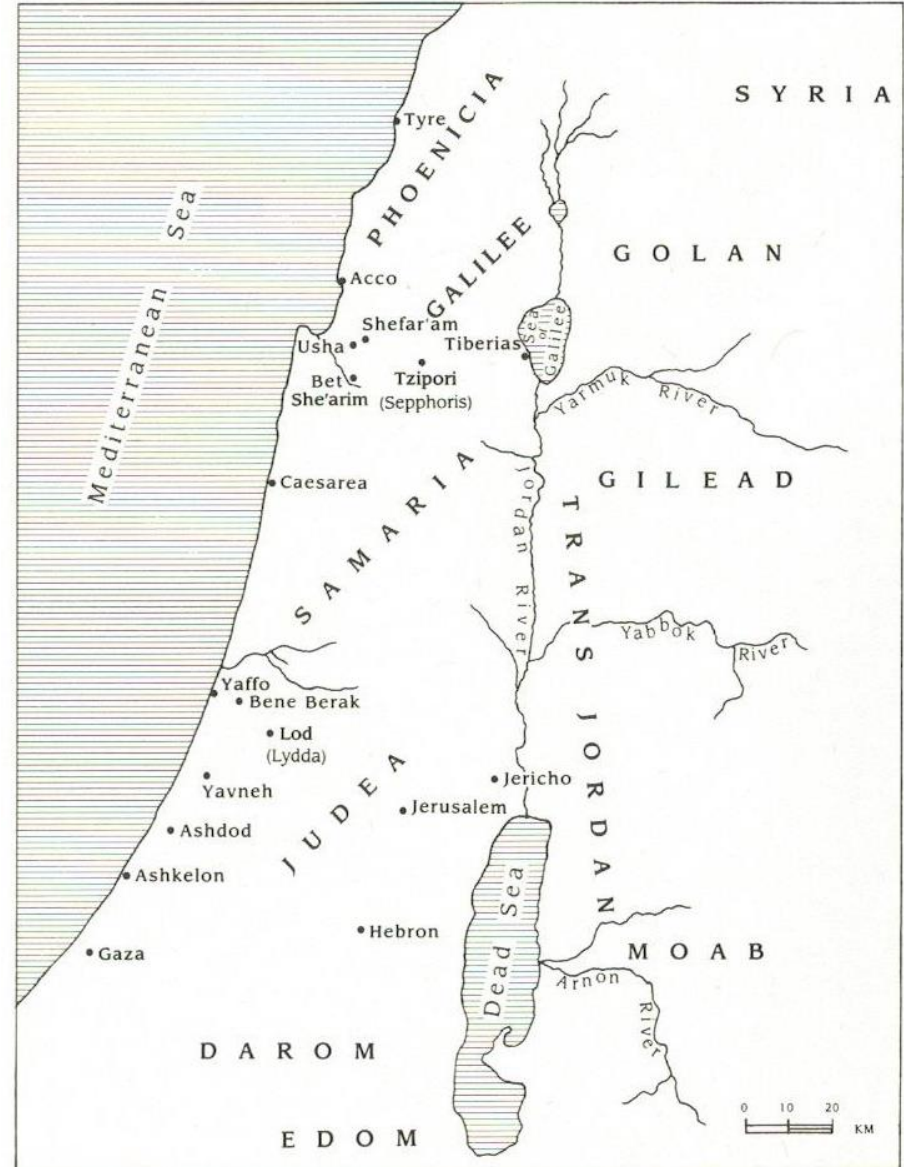 SYRIA
Tyre
PHOENICIA
Mediterranean Sea
GOLAN
GALILEE
Acco
Shefar'am
Usha
Tiberias
Sea of Galilee
Bet She'arim
Tzipori
(Sepphoris)
Yarmuk River
Caesarea
SAMARIA
GILEAD
Jordan River
TRANS JORDAN
Yabbok River
Yaffo
Bene Berak
Lod
(Lydda)
Yavneh
JUDEA
Jericho
Jerusalem
Ashdod
Ashkelon
Hebron
Dead Sea
Gaza
MOAB
Arnon River
DAROM
EDOM
0 10 20
KM